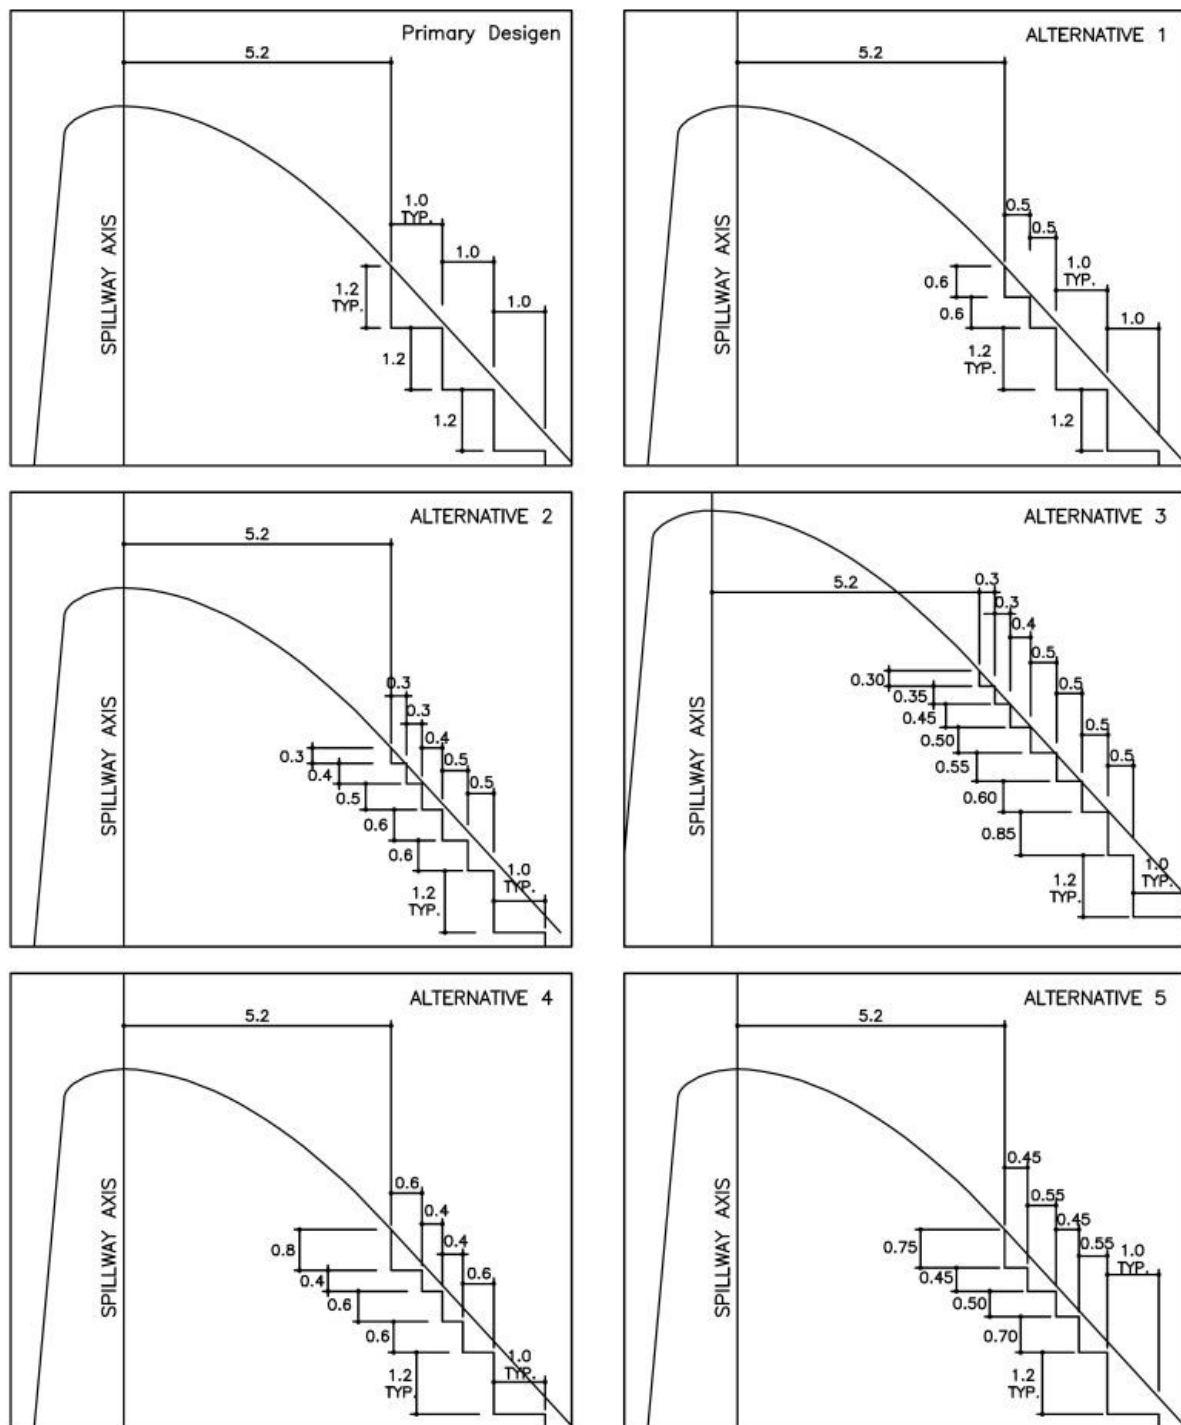 Primary Desigen
5.2
1.0
TYP.
1.0
1.0
1.2
TYP.
1.2
1.2
SPILLWAY AXIS
ALTERNATIVE 1
5.2
0.5
0.5
1.0
TYP.
1.0
0.6
0.6
1.2
TYP.
1.2
SPILLWAY AXIS
ALTERNATIVE 2
5.2
0.3
0.3
0.4
0.5
0.5
1.0
TYP.
0.3
0.4
0.5
0.6
0.6
1.2
TYP.
SPILLWAY AXIS
ALTERNATIVE 3
5.2
0.3
0.3
0.4
0.5
0.5
0.5
0.5
1.0
TYP.
0.30
0.35
0.45
0.50
0.55
0.60
0.85
1.2
TYP.
SPILLWAY AXIS
ALTERNATIVE 4
5.2
0.6
0.4
0.4
0.6
1.0
TYP.
0.8
0.4
0.6
0.6
1.2
TYP.
SPILLWAY AXIS
ALTERNATIVE 5
5.2
0.45
0.55
0.45
0.55
1.0
TYP.
0.75
0.45
0.50
0.70
1.2
TYP.
SPILLWAY AXIS